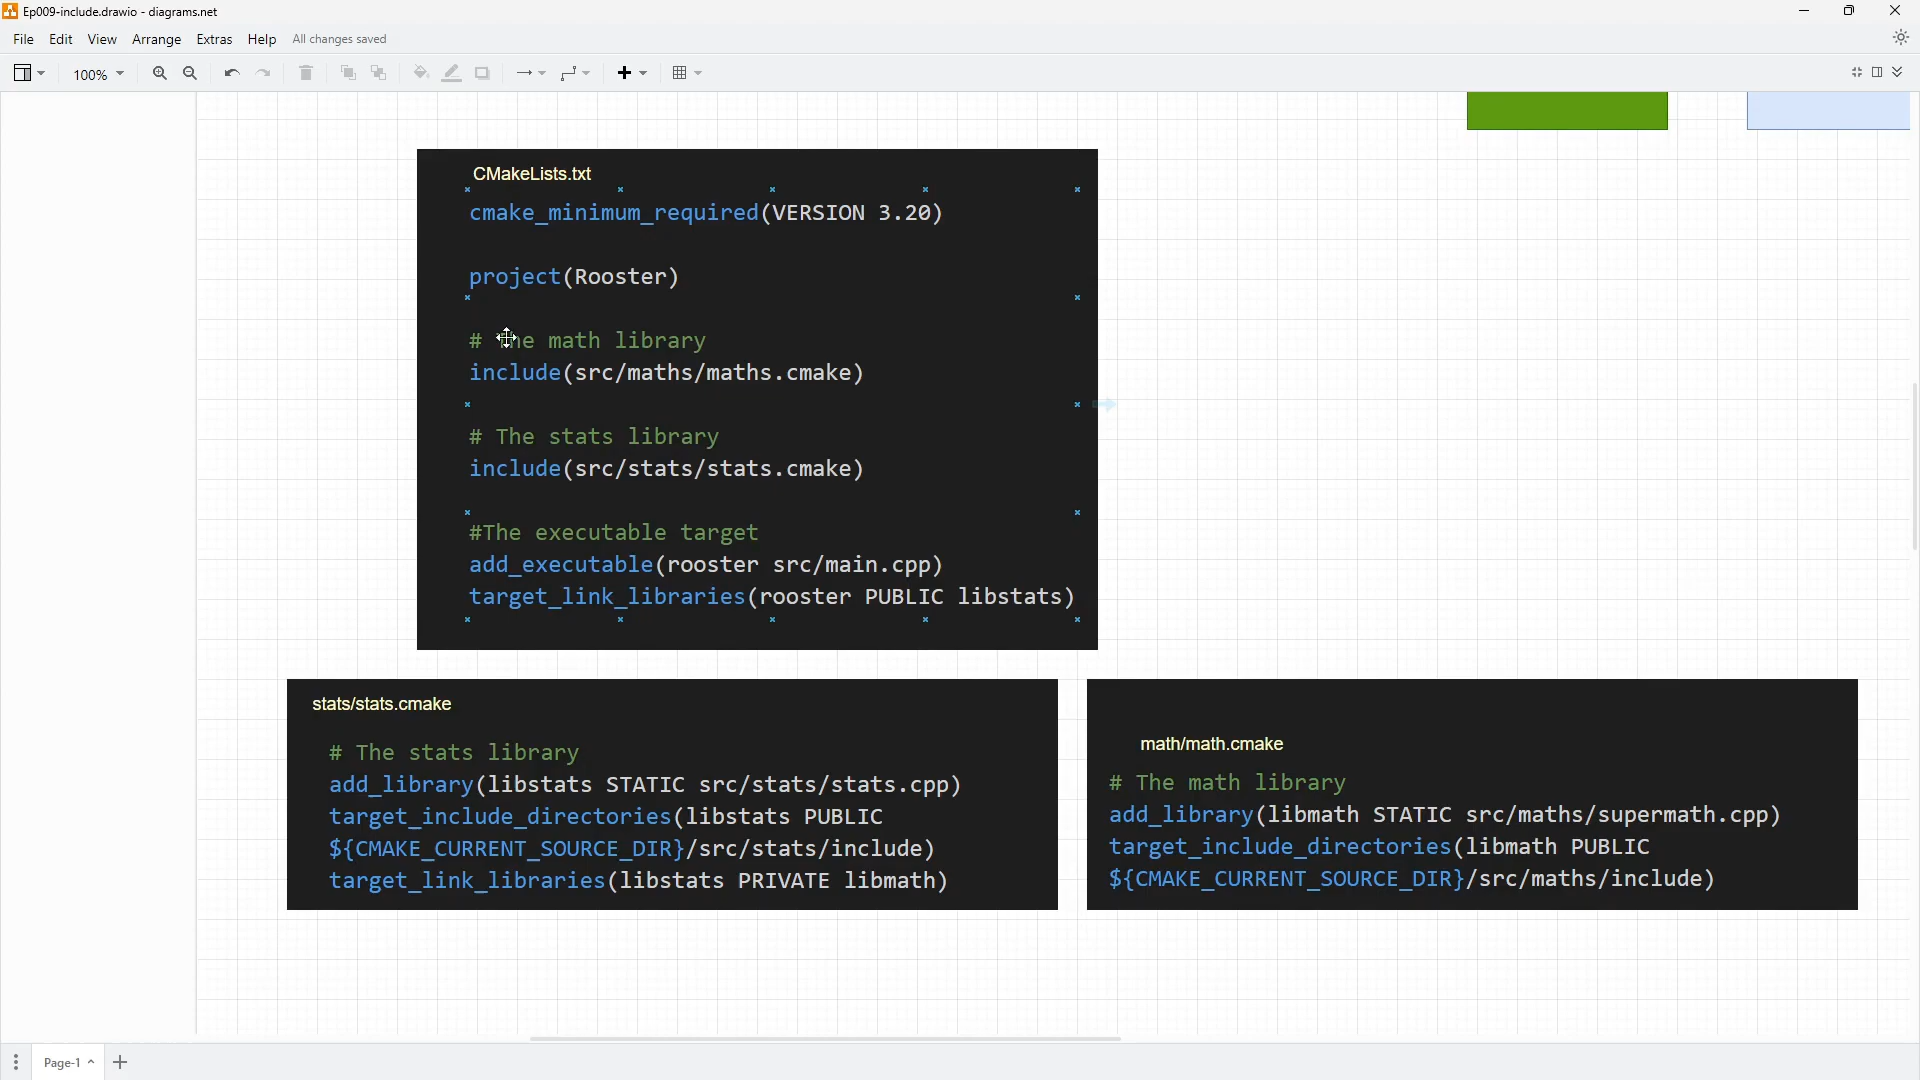 Ep009-include.drawio - diagrams.net
File Edit View Arrange Extras Help All changes saved
100%
CMakeLists.txt
cmake_minimum_required(VERSION 3.20)
project(Rooster)
# The math library
include(src/maths/maths.cmake)
# The stats library
include(src/stats/stats.cmake)
#The executable target
add_executable(rooster src/main.cpp)
target_link_libraries(rooster PUBLIC libstats)
stats/stats.cmake
# The stats library
add_library(libstats STATIC src/stats/stats.cpp)
target_include_directories(libstats PUBLIC
${CMAKE_CURRENT_SOURCE_DIR}/src/stats/include)
target_link_libraries(libstats PRIVATE libmath)
math/math.cmake
# The math library
add_library(libmath STATIC src/maths/supermath.cpp)
target_include_directories(libmath PUBLIC
${CMAKE_CURRENT_SOURCE_DIR}/src/maths/include)
Page-1